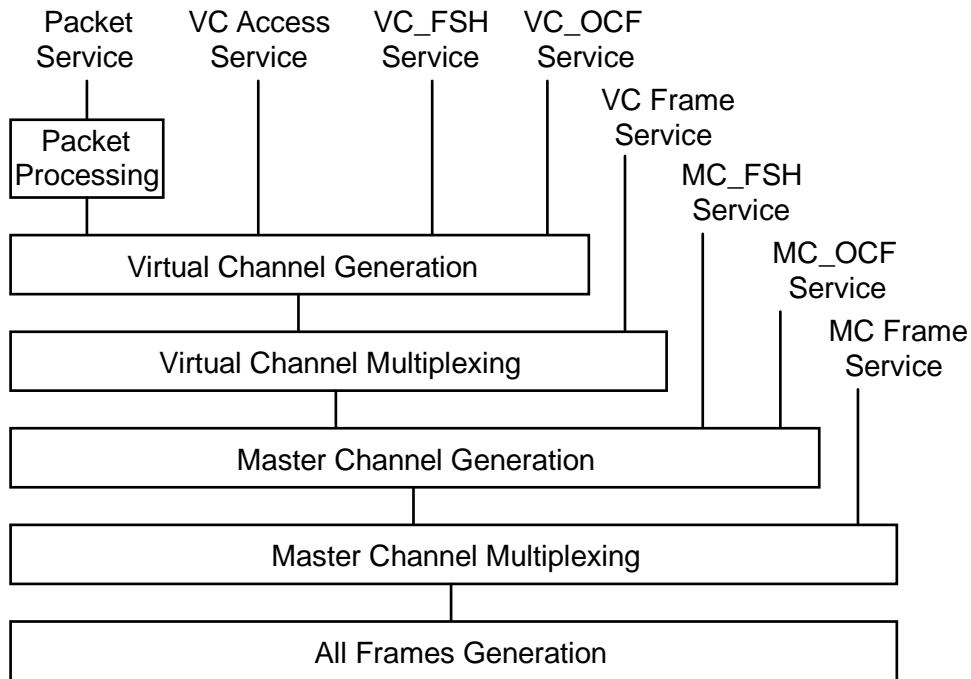 Packet
Service
VC Access
Service
VC_FSH
Service
VC_OCF
Service
VC Frame
Service
Packet
Processing
MC_FSH
Service
Virtual Channel Generation
MC_OCF
Service
MC Frame
Service
Virtual Channel Multiplexing
Master Channel Generation
Master Channel Multiplexing
All Frames Generation